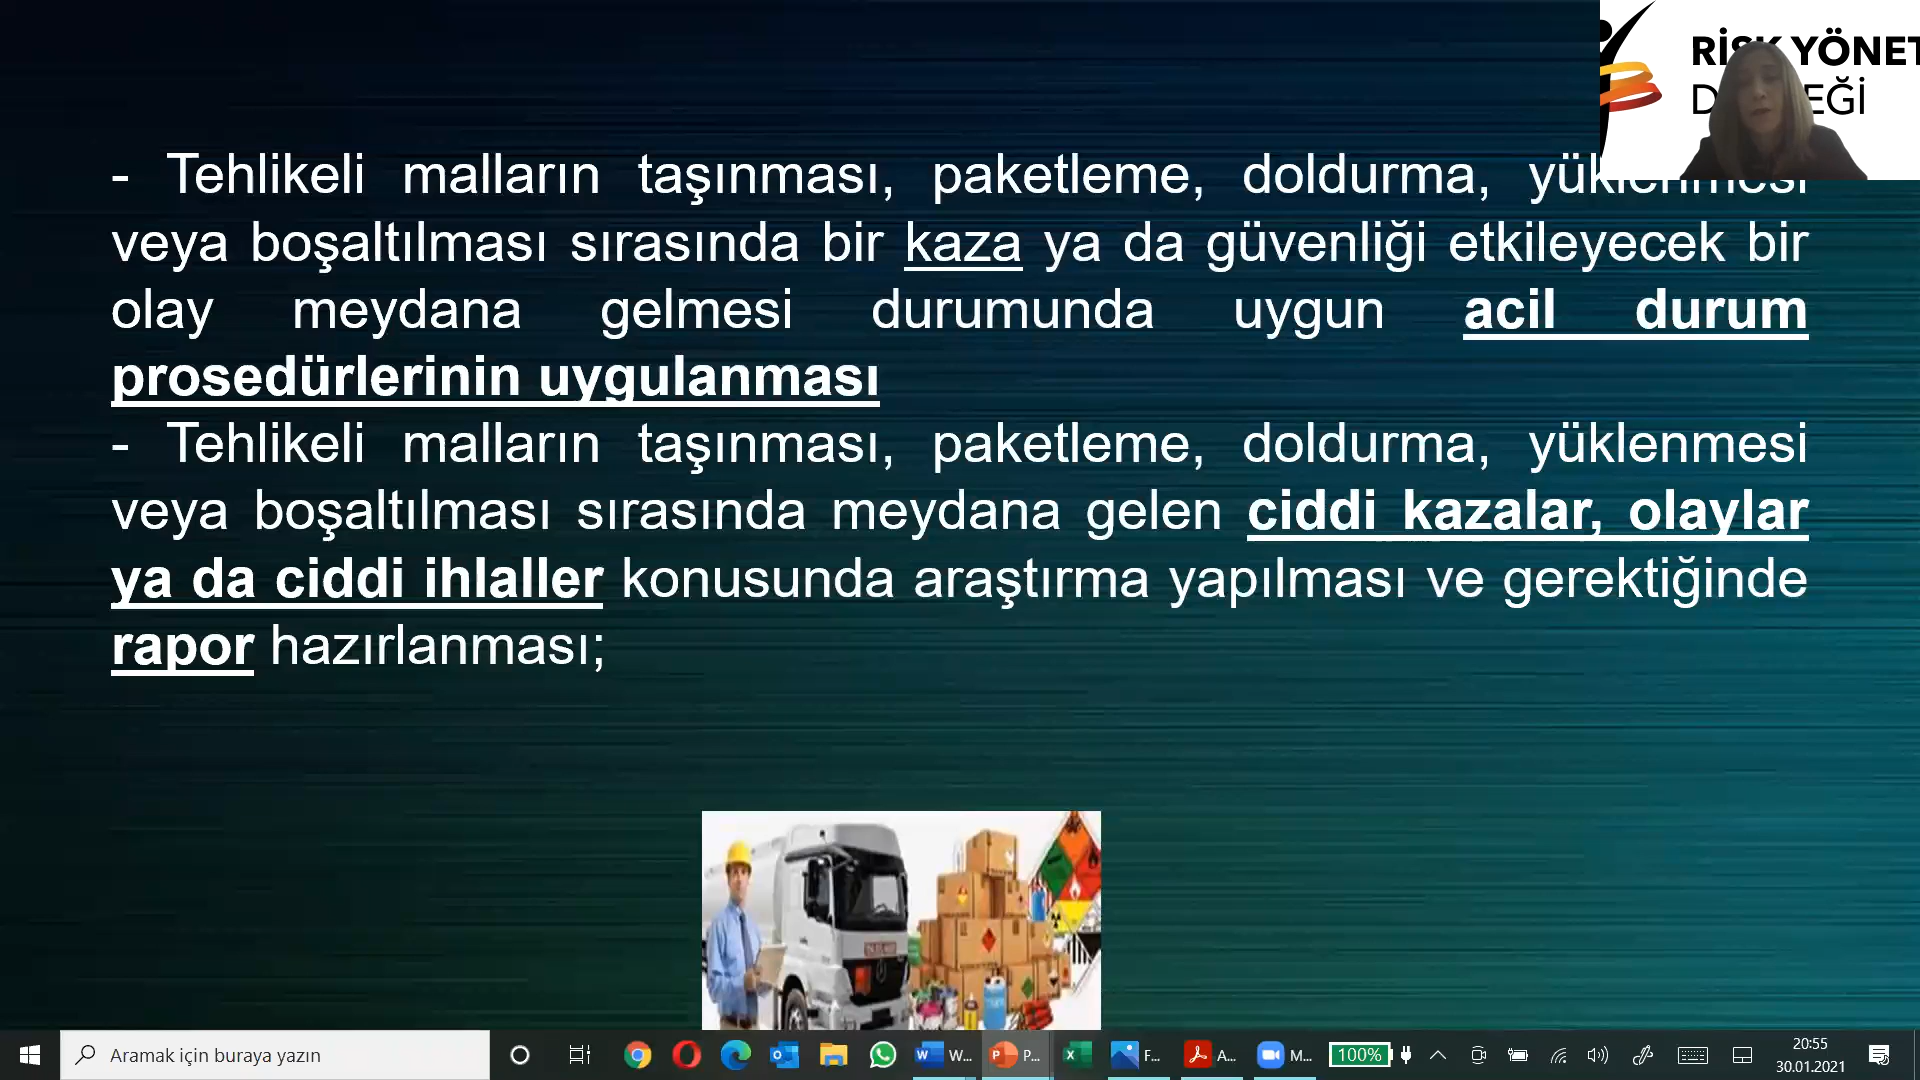 RİSK YÖNET
- Tehlikeli malların taşınması, paketleme, doldurma, yüklenmesi
veya boşaltılması sırasında bir kaza ya da güvenliği etkileyecek bir
olay meydana gelmesi durumunda uygun acil durum
prosedürlerinin uygulanması
- Tehlikeli malların taşınması, paketleme, doldurma, yüklenmesi
veya boşaltılması sırasında meydana gelen ciddi kazalar, olaylar
ya da ciddi ihlaller konusunda araştırma yapılması ve gerektiğinde
rapor hazırlanması;
Aramak için buraya yazın
W...
P...
F...
A...
M...
100%
20:55
30.01.2021